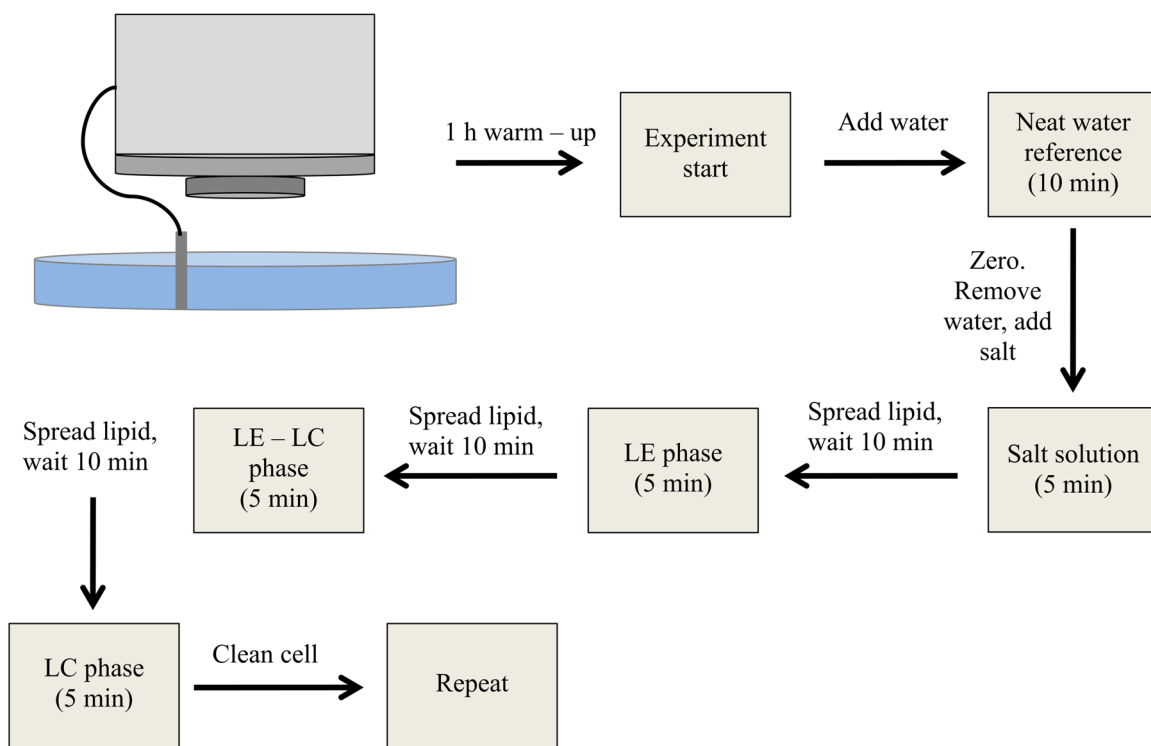 1 h warm – up
Experiment
start
Add water
Neat water
reference
(10 min)
Zero.
Remove
water, add
salt
Salt solution
(5 min)
Spread lipid,
wait 10 min
LE phase
(5 min)
Spread lipid,
wait 10 min
LE – LC
phase
(5 min)
Spread lipid,
wait 10 min
LC phase
(5 min)
Clean cell
Repeat